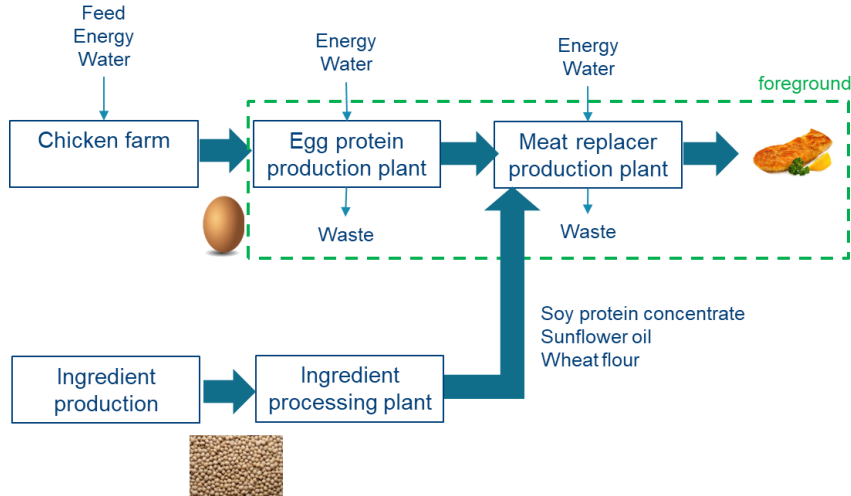 Feed
Energy
Water
Energy
Water
Energy
Water
foreground
Chicken farm
Egg protein
production plant
Meat replacer
production plant
Waste
Waste
Soy protein concentrate
Sunflower oil
Wheat flour
Ingredient
production
Ingredient
processing plant